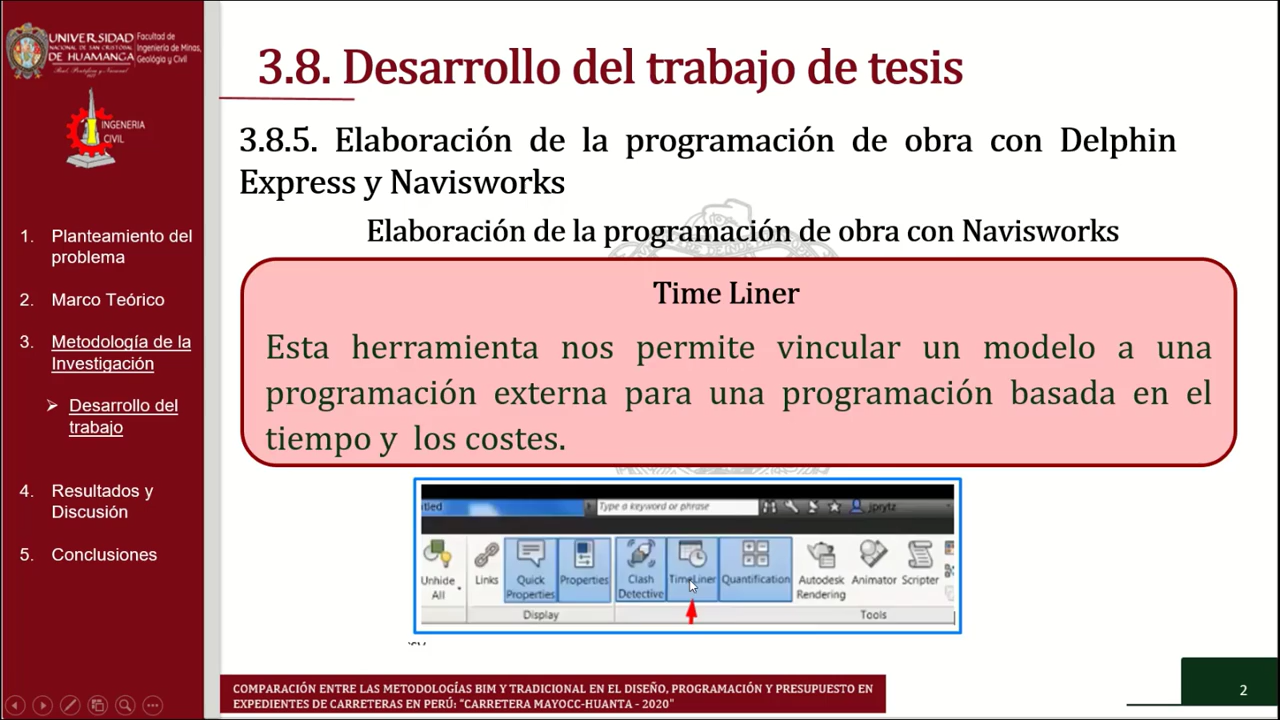 UNIVERSIDAD
NACIONAL DE SAN CRISTOBAL
DE HUAMANGA
Facultad de
Ingeniería de Minas,
Geología y Civil
INGENERIA
CIVIL
1. Planteamiento del
problema
2. Marco Teórico
3. Metodología de la
Investigación
➢ Desarrollo del
trabajo
4. Resultados y
Discusión
5. Conclusiones
3.8. Desarrollo del trabajo de tesis
3.8.5. Elaboración de la programación de obra con Delphin
Express y Navisworks
Elaboración de la programación de obra con Navisworks
Time Liner
Esta herramienta nos permite vincular un modelo a una
programación externa para una programación basada en el
tiempo y los costes.
Type a keyword or phrase
jprytz
Unhide
All
Links
Quick
Properties
Properties
Clash
Detective
TimeLiner
Quantification
Autodesk
Rendering
Animator
Scripter
Display
Tools
COMPARACIÓN ENTRE LAS METODOLOGÍAS BIM Y TRADICIONAL EN EL DISEÑO, PROGRAMACIÓN Y PRESUPUESTO EN
EXPEDIENTES DE CARRETERAS EN PERÚ: “CARRETERA MAYOCC-HUANTA - 2020”
2